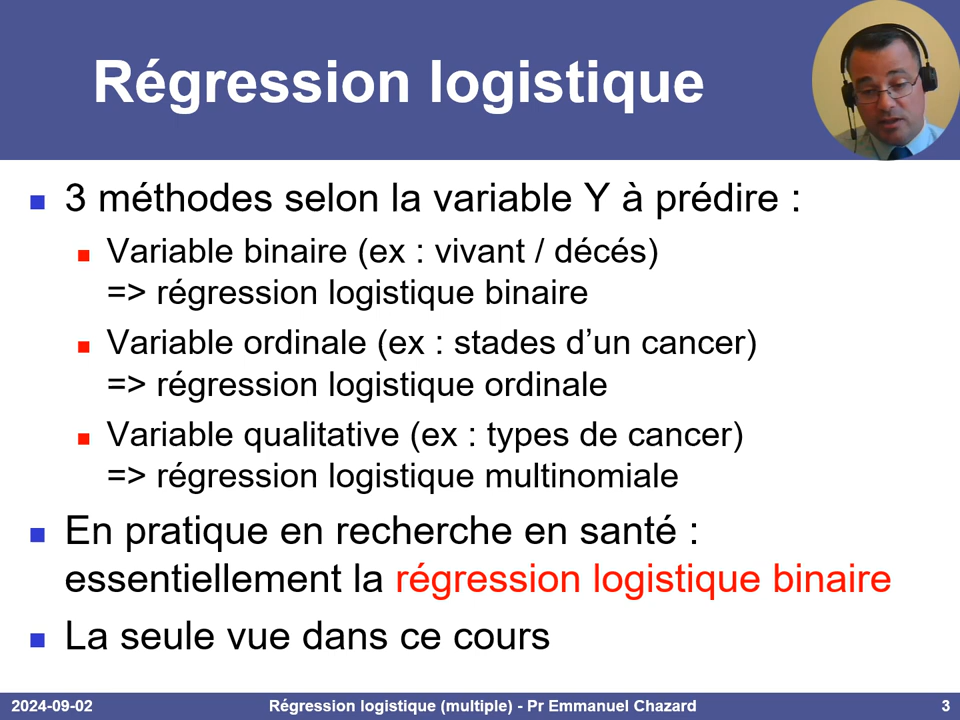 Régression logistique
3 méthodes selon la variable Y à prédire :
Variable binaire (ex : vivant / décés)
=> régression logistique binaire
Variable ordinale (ex : stades d’un cancer)
=> régression logistique ordinale
Variable qualitative (ex : types de cancer)
=> régression logistique multinomiale
En pratique en recherche en santé :
essentiellement la régression logistique binaire
La seule vue dans ce cours
2024-09-02 Régression logistique (multiple) - Pr Emmanuel Chazard 3